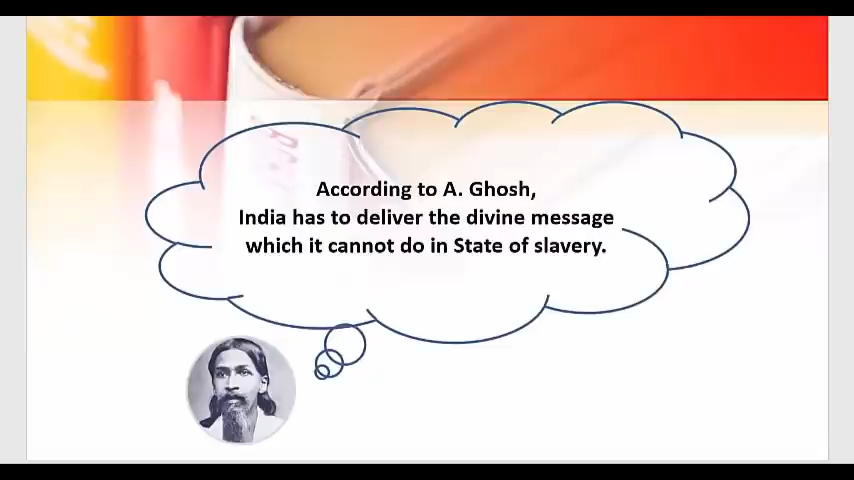 According to A. Ghosh,
India has to deliver the divine message
which it cannot do in State of slavery.